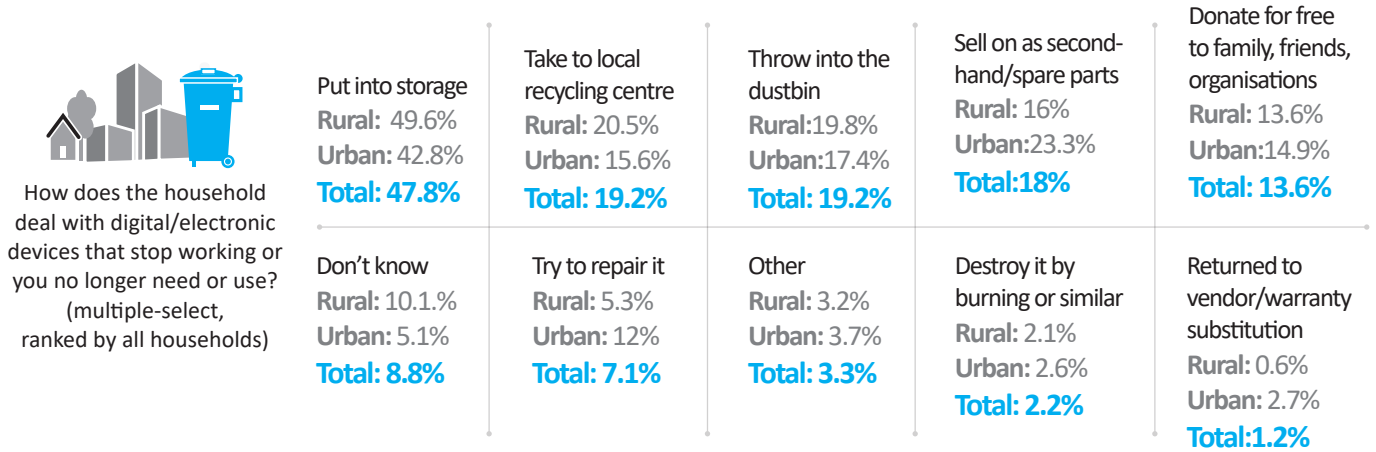 How does the household
deal with digital/electronic
devices that stop working or
you no longer need or use?
(multiple-select,
ranked by all households)
Put into storage
Rural: 49.6%
Urban: 42.8%
Total: 47.8%
Take to local
recycling centre
Rural: 20.5%
Urban: 15.6%
Total: 19.2%
Throw into the
dustbin
Rural:19.8%
Urban:17.4%
Total: 19.2%
Sell on as second-
hand/spare parts
Rural: 16%
Urban:23.3%
Total:18%
Donate for free
to family, friends,
organisations
Rural: 13.6%
Urban:14.9%
Total: 13.6%
Don't know
Rural: 10.1.%
Urban: 5.1%
Total: 8.8%
Try to repair it
Rural: 5.3%
Urban: 12%
Total: 7.1%
Other
Rural: 3.2%
Urban: 3.7%
Total: 3.3%
Destroy it by
burning or similar
Rural: 2.1%
Urban: 2.6%
Total: 2.2%
Returned to
vendor/warranty
substitution
Rural: 0.6%
Urban: 2.7%
Total:1.2%